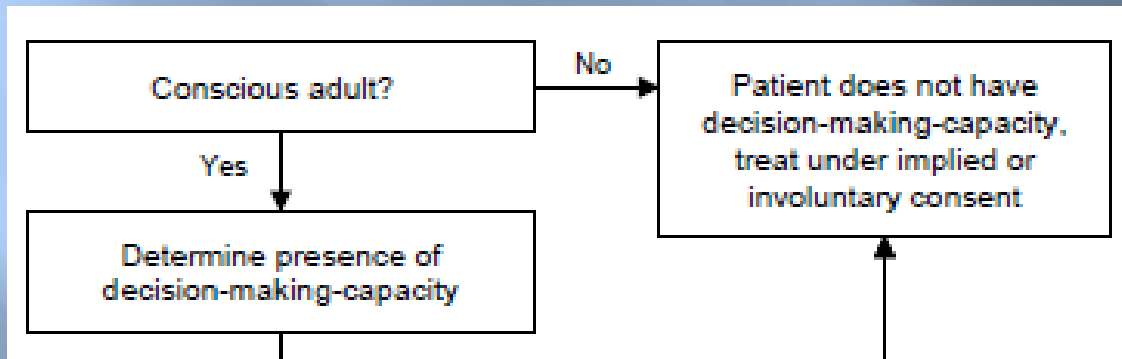 Conscious adult?
No
Patient does not have
decision-making-capacity,
treat under implied or
involuntary consent
Yes
Determine presence of
decision-making-capacity